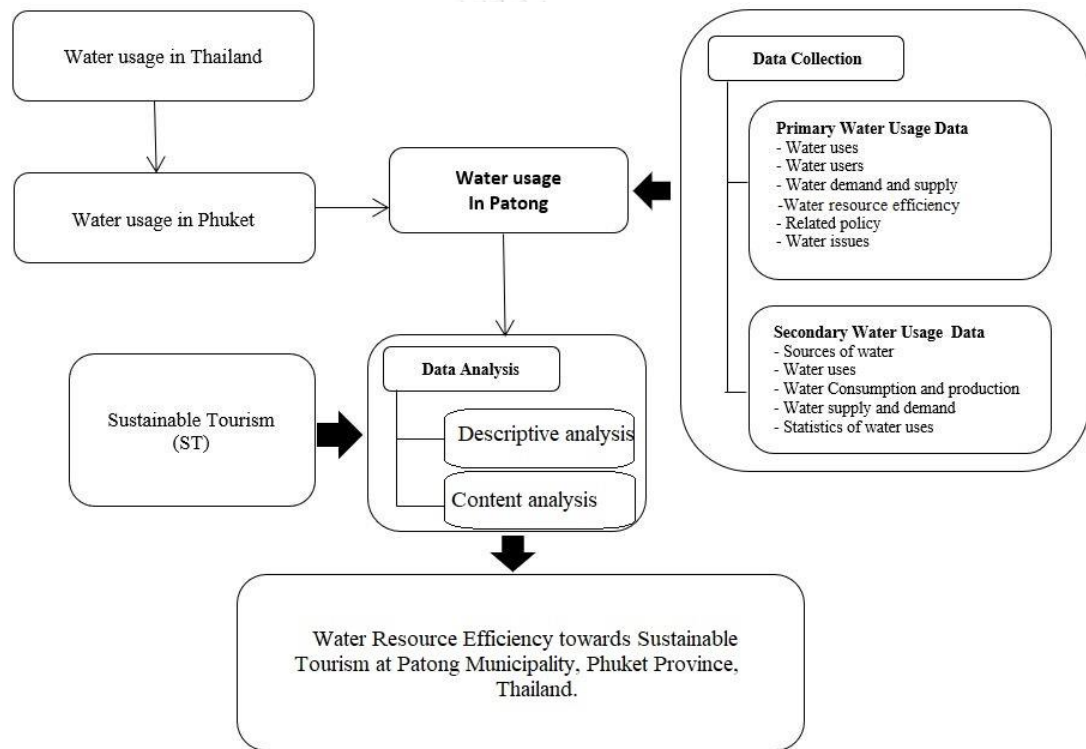 Water usage in Thailand
Water usage in Phuket
Water usage
In Patong
Data Collection
Primary Water Usage Data
- Water uses
- Water users
- Water demand and supply
-Water resource efficiency
- Related policy
- Water issues
Secondary Water Usage Data
- Sources of water
- Water uses
- Water Consumption and production
- Water supply and demand
- Statistics of water uses
Sustainable Tourism
(ST)
Data Analysis
Descriptive analysis
Content analysis
Water Resource Efficiency towards Sustainable
Tourism at Patong Municipality, Phuket Province,
Thailand.